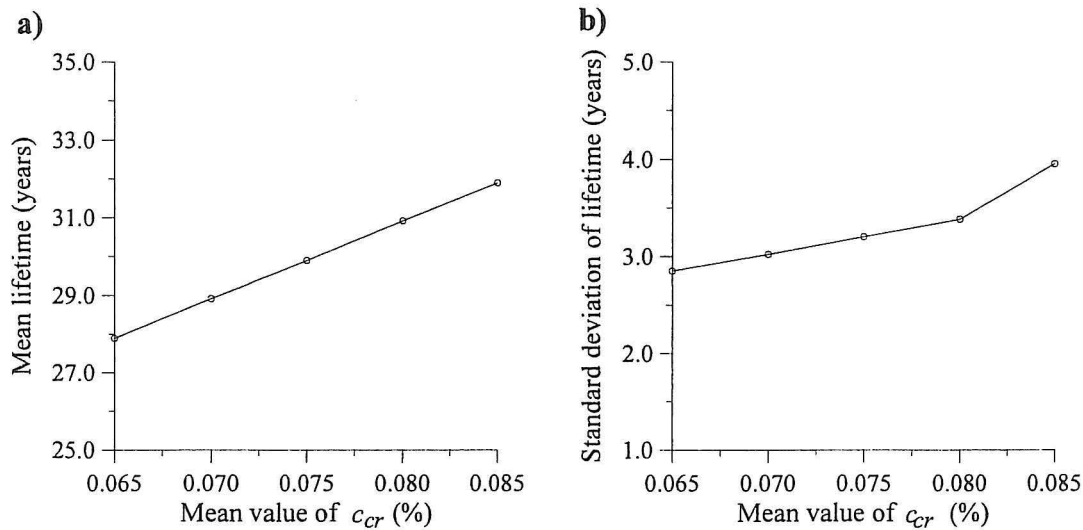 a)
Mean lifetime (years)
35.0
33.0
31.0
29.0
27.0
25.0
0.065 0.070 0.075 0.080 0.085
Mean value of c_cr (%)
b)
Standard deviation of lifetime (years)
5.0
4.0
3.0
2.0
1.0
0.065 0.070 0.075 0.080 0.085
Mean value of c_cr (%)